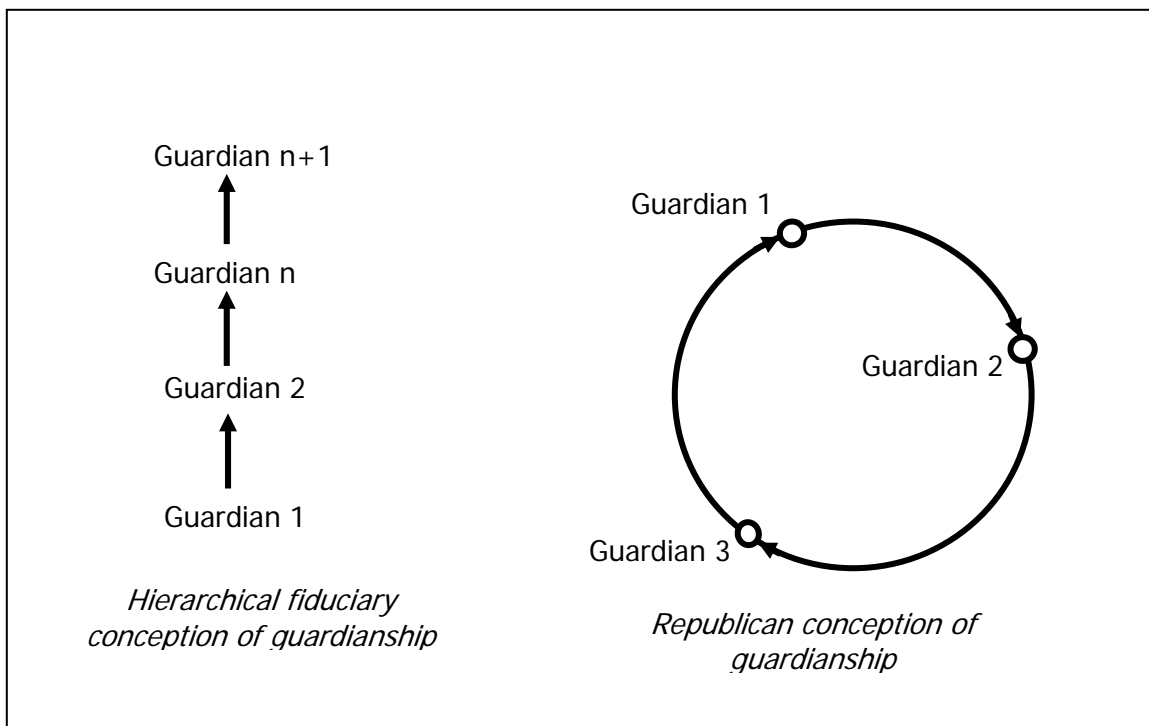 Guardian n+1
Guardian n
Guardian 2
Guardian 1
Hierarchical fiduciary
conception of guardianship
Guardian 1
Guardian 2
Guardian 3
Republican conception of
guardianship